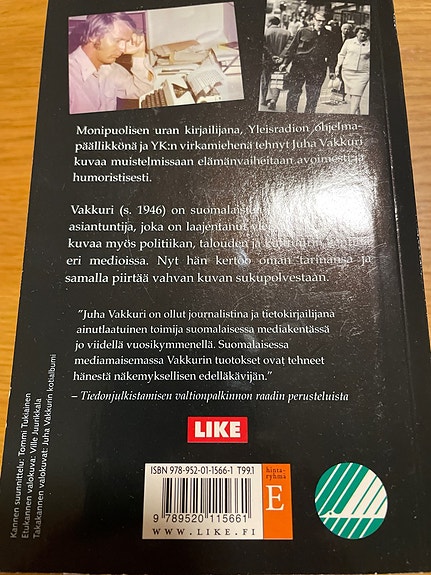 Monipuolisen uran kirjailijana, Yleisradion ohjelma-
päällikkönä ja YK:n virkamiehenä tehnyt Juha Vakkuri
kuvaa muistelmissaan elämänvaiheitaan avoimesti ja
humoristisesti.
Vakkuri (s. 1946) on suomalaisen
asiantuntija, joka on laajentanut
kuvaa myös politiikan, talouden ja kulttuurin
eri medioissa. Nyt hän kertoo oman tarinansa ja
samalla piirtää vahvan kuvan sukupolvestaan.
”Juha Vakkuri on ollut journalistina ja tietokirjailijana
ainutlaatuinen toimija suomalaisessa mediakentässä
jo viidellä vuosikymmenellä. Suomalaisessa
mediamaisemassa Vakkurin tuotokset ovat tehneet
hänestä näkemyksellisen edelläkävijän.”
– Tiedonjulkistamisen valtionpalkinnon raadin perusteluista
LIKE
ISBN 978-952-01-1566-1 T99.1
hinta-
ryhmä
E
9 789520 115661
WWW.LIKE.FI
Kannen suunnittelu: Tommi Tukiainen
Etukannen valokuva: Ville Juurikkala
Takakannen valokuvat: Juha Vakkurin kotialbumi